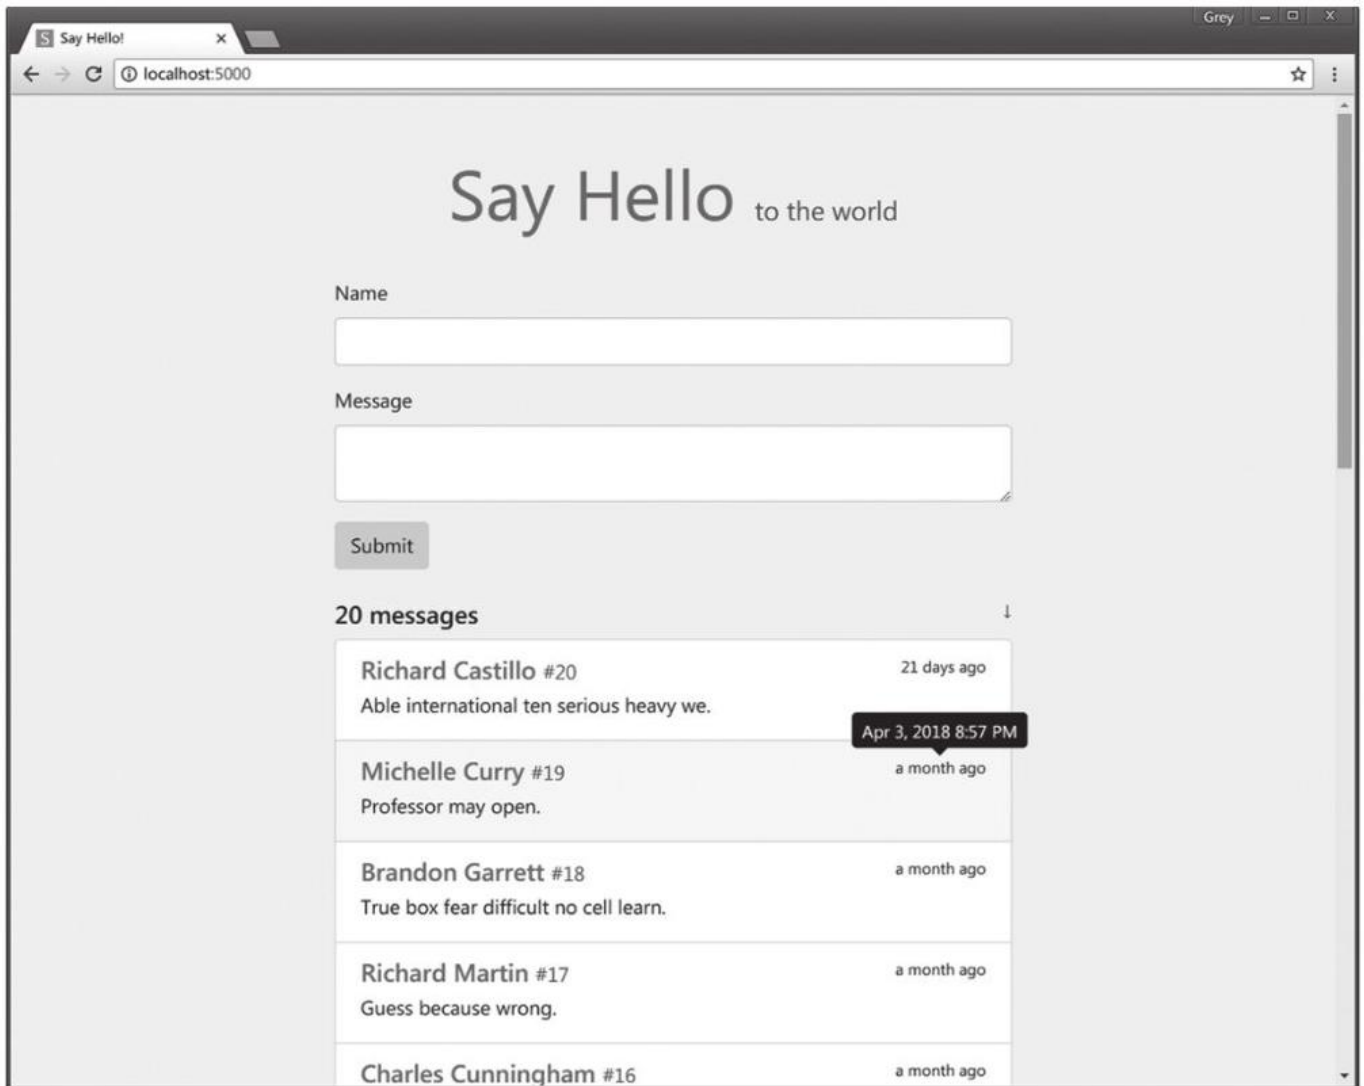 Grey
S Say Hello!
localhost:5000
Say Hello to the world
Name
Message
Submit
20 messages
Richard Castillo #20 21 days ago
Able international ten serious heavy we.
Apr 3, 2018 8:57 PM
Michelle Curry #19 a month ago
Professor may open.
Brandon Garrett #18 a month ago
True box fear difficult no cell learn.
Richard Martin #17 a month ago
Guess because wrong.
Charles Cunningham #16 a month ago